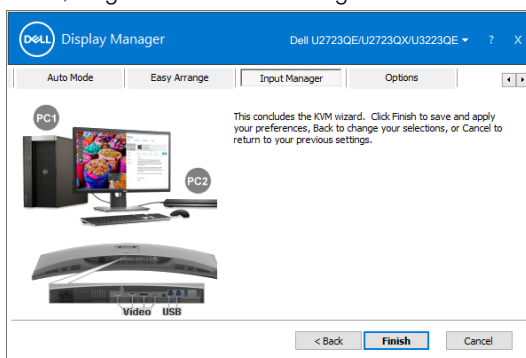 DELL Display Manager
Dell U2723QE/U2723QX/U3223QE ? X
Auto Mode Easy Arrange Input Manager Options
PC1
This concludes the KVM wizard. Click Finish to save and apply
your preferences, Back to change your selections, or Cancel to
return to your previous settings.
PC2
Video USB
< Back Finish Cancel